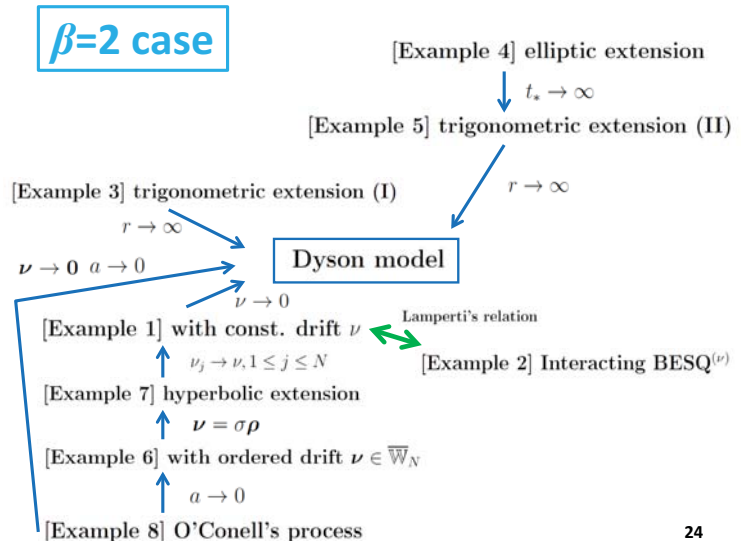 β=2 case
[Example 4] elliptic extension
t* → ∞
[Example 5] trigonometric extension (II)
r → ∞
[Example 3] trigonometric extension (I)
r → ∞
ν → 0 a → 0
Dyson model
ν → 0
Lamperti's relation
[Example 1] with const. drift ν
[Example 2] Interacting BESQ⁽ᵛ⁾
νj → ν, 1 ≤ j ≤ N
[Example 7] hyperbolic extension
ν = σρ
[Example 6] with ordered drift ν ∈ 𝕎̅_N
a → 0
[Example 8] O'Conell's process
24